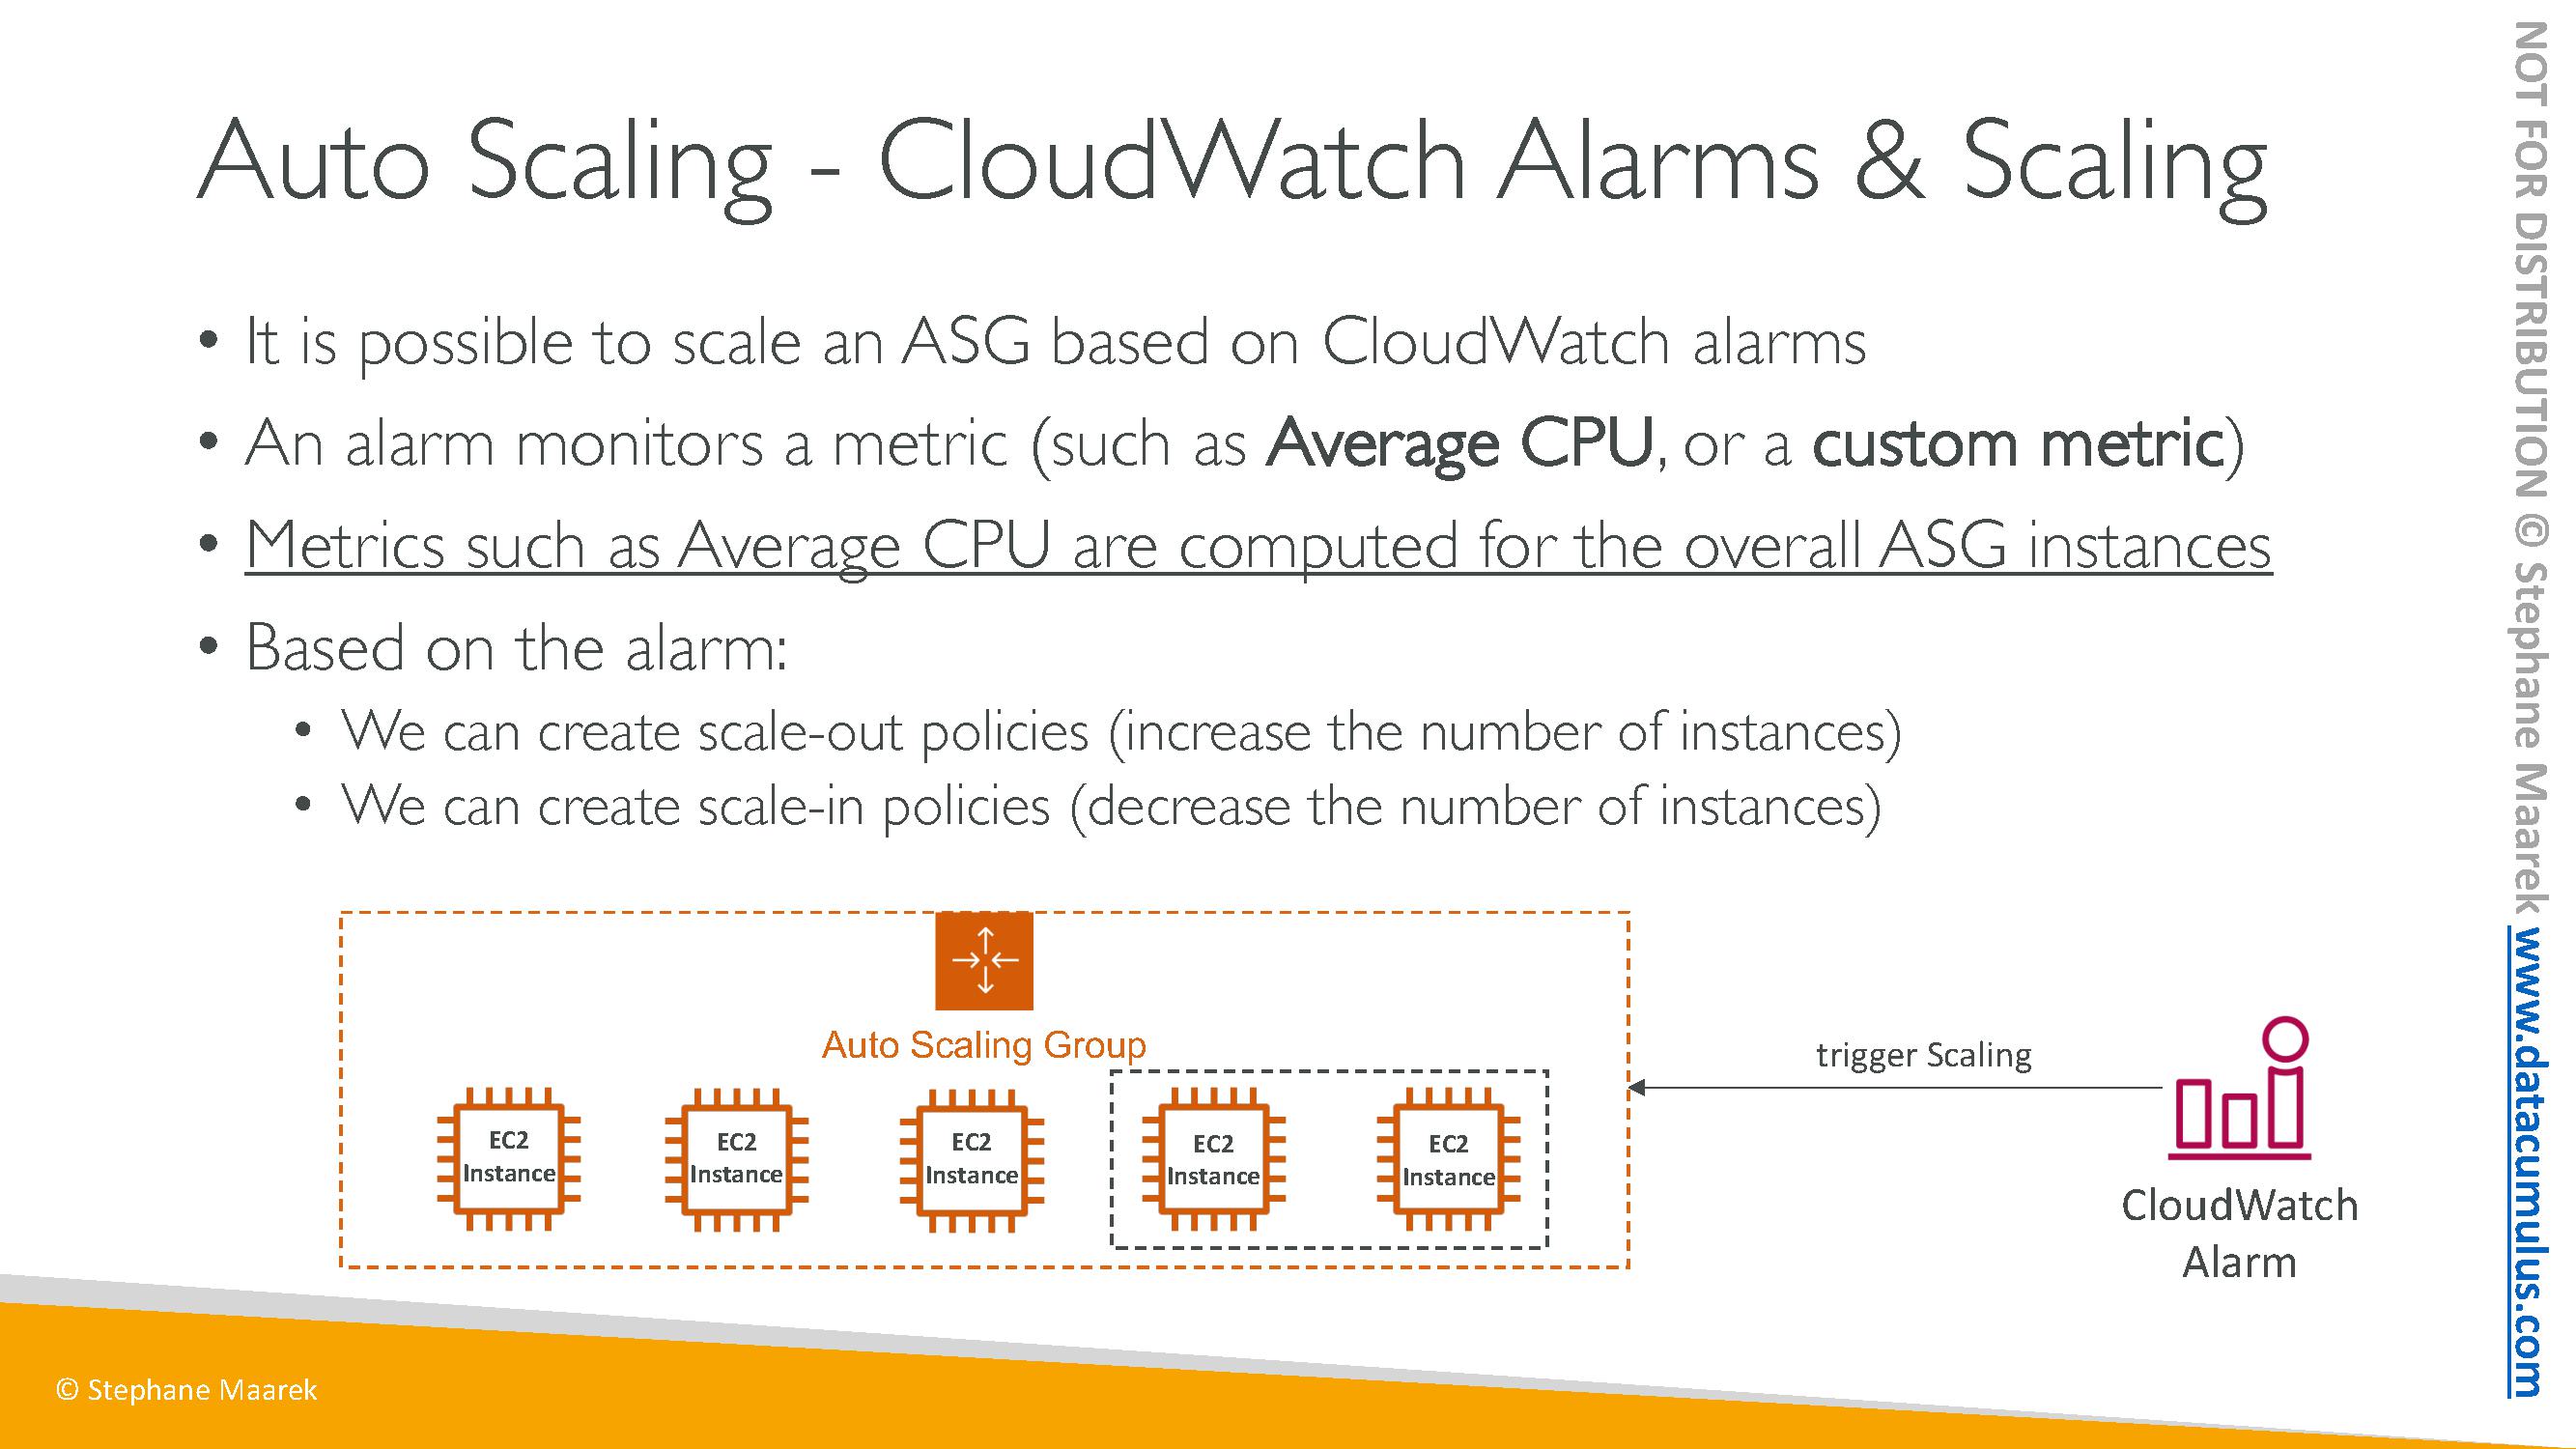 Auto Scaling - CloudWatch Alarms & Scaling
• It is possible to scale an ASG based on CloudWatch alarms
• An alarm monitors a metric (such as Average CPU, or a custom metric)
• Metrics such as Average CPU are computed for the overall ASG instances
• Based on the alarm:
• We can create scale-out policies (increase the number of instances)
• We can create scale-in policies (decrease the number of instances)
Auto Scaling Group
EC2
Instance
EC2
Instance
EC2
Instance
EC2
Instance
EC2
Instance
trigger Scaling
CloudWatch
Alarm
© Stephane Maarek
NOT FOR DISTRIBUTION © Stephane Maarek www.datacumulus.com